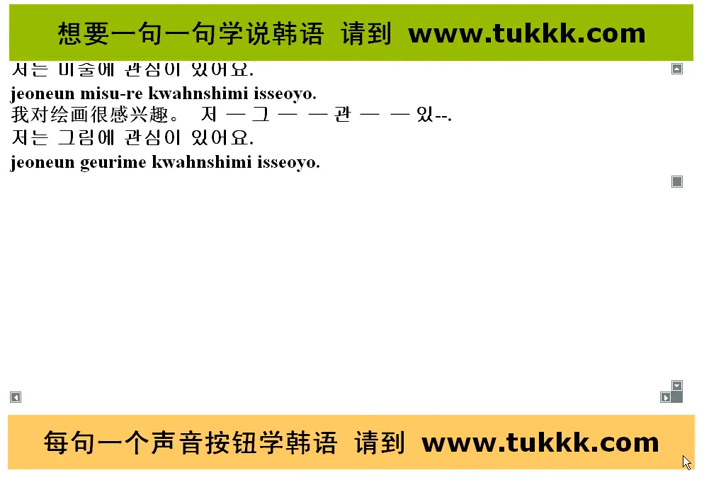 想要一句一句学说韩语 请到 www.tukkk.com
저는 미술에 관심이 있어요.
jeoneun misu-re kwahnshimi isseoyo.
我对绘画很感兴趣。 저 — 그 — — 관 — — 있--.
저는 그림에 관심이 있어요.
jeoneun geurime kwahnshimi isseoyo.
每句一个声音按钮学韩语 请到 www.tukkk.com